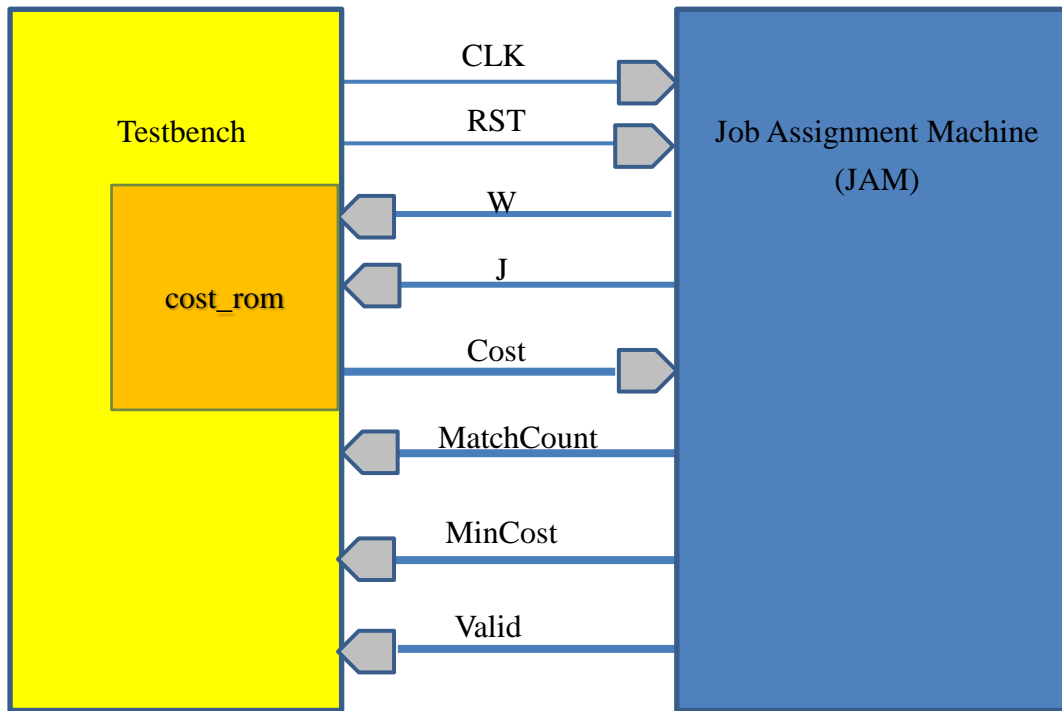 CLK
RST
Testbench
Job Assignment Machine
(JAM)
W
J
cost_rom
Cost
MatchCount
MinCost
Valid